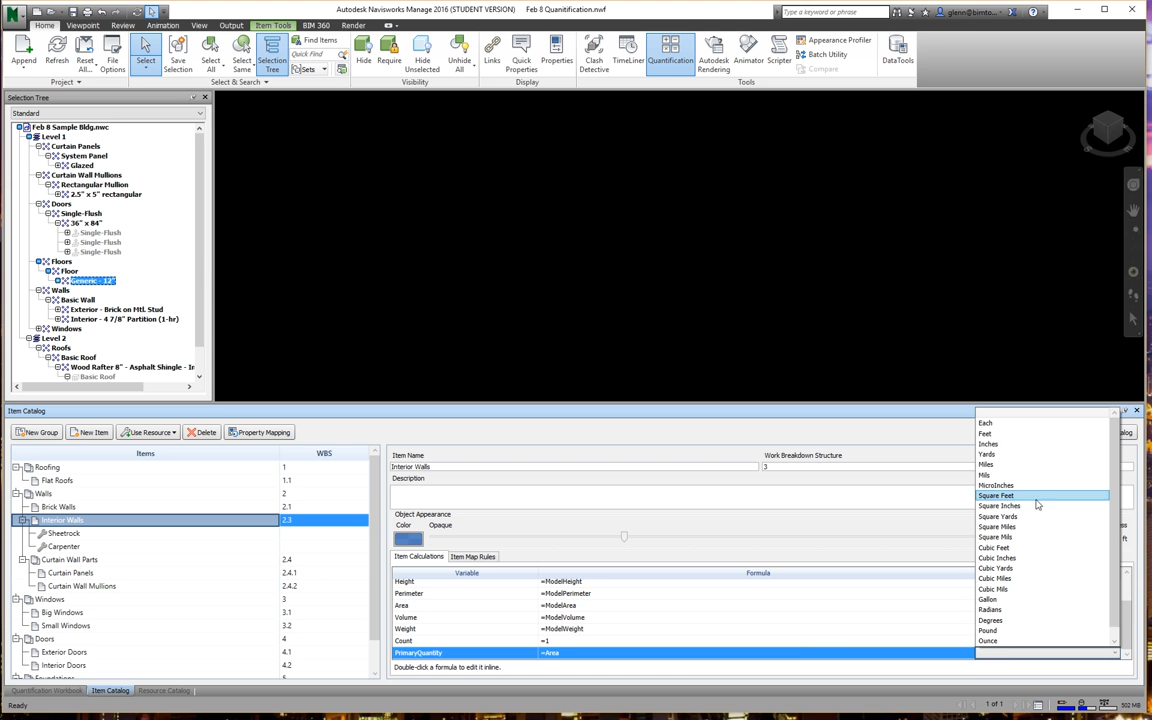 Autodesk Navisworks Manage 2016 (STUDENT VERSION) Feb 8 Quanitification.nwf
Type a keyword or phrase
glenn@bimto...
Home Viewpoint Review Animation View Output Item Tools BIM 360 Render
Append
Refresh
Reset All...
File Options
Project
Select
Save Selection
Select All
Select Same
Selection Tree
Find Items
Quick Find
Sets
Select & Search
Hide
Require
Hide Unselected
Unhide All
Visibility
Links
Quick Properties
Properties
Display
Clash Detective
TimeLiner
Quantification
Autodesk Rendering
Animator
Scripter
Appearance Profiler
Batch Utility
Compare
Tools
DataTools
Selection Tree
Standard
Feb 8 Sample Bldg.nwc
Level 1
Curtain Panels
System Panel
Glazed
Curtain Wall Mullions
Rectangular Mullion
2.5" x 5" rectangular
Doors
Single-Flush
36" x 84"
Single-Flush
Single-Flush
Single-Flush
Floors
Floor
Generic - 12"
Walls
Basic Wall
Exterior - Brick on Mtl. Stud
Interior - 4 7/8" Partition (1-hr)
Windows
Level 2
Roofs
Basic Roof
Wood Rafter 8" - Asphalt Shingle - In
Basic Roof
Item Catalog
New Group New Item Use Resource Delete Property Mapping
Items WBS
Roofing 1
Flat Roofs 1.1
Walls 2
Brick Walls 2.1
Interior Walls 2.3
Sheetrock
Carpenter
Curtain Wall Parts 2.4
Curtain Panels 2.4.1
Curtain Wall Mullions 2.4.2
Windows 3
Big Windows 3.1
Small Windows 3.2
Doors 4
Exterior Doors 4.1
Interior Doors 4.2
Item Name Work Breakdown Structure
Interior Walls 3
Description
Object Appearance
Color Opaque
Item Calculations Item Map Rules
Variable Formula
Height =ModelHeight
Perimeter =ModelPerimeter
Area =ModelArea
Volume =ModelVolume
Weight =ModelWeight
Count =1
PrimaryQuantity =Area
Double-click a formula to edit it inline.
Each
Feet
Inches
Yards
Miles
Mils
MicroInches
Square Feet
Square Inches
Square Yards
Square Miles
Square Mils
Cubic Feet
Cubic Inches
Cubic Yards
Cubic Miles
Cubic Mils
Gallon
Radians
Degrees
Pound
Ounce
Quantification Workbook Item Catalog Resource Catalog
Ready
1 of 1
502 MB